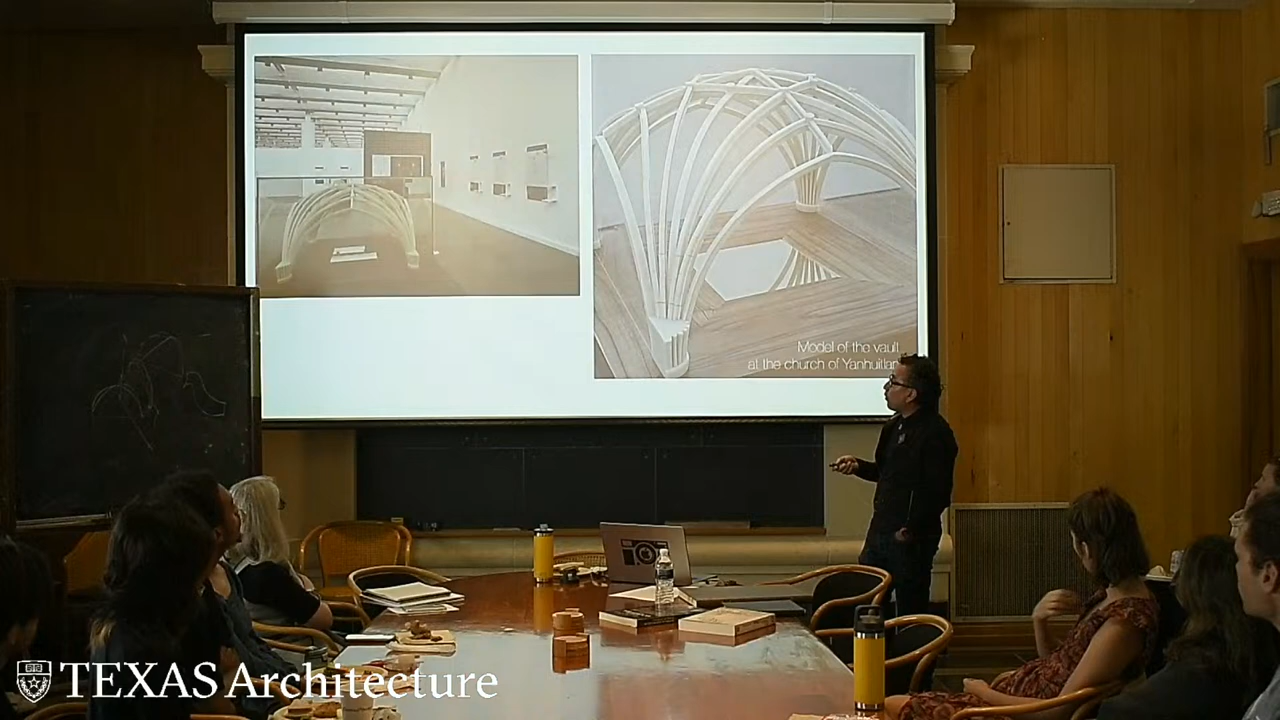 Model of the vault
at the church of Yanhuitlan
TEXAS Architecture